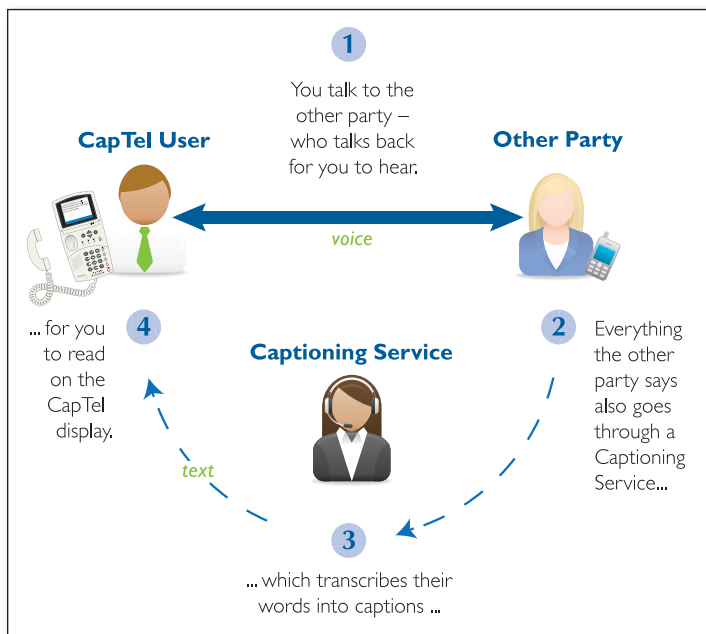 1
You talk to the
other party –
who talks back
for you to hear.
CapTel User
Other Party
voice
2
Everything
the other
party says
also goes
through a
Captioning
Service...
Captioning Service
3
... which transcribes their
words into captions ...
text
4
... for you
to read
on the
CapTel
display.